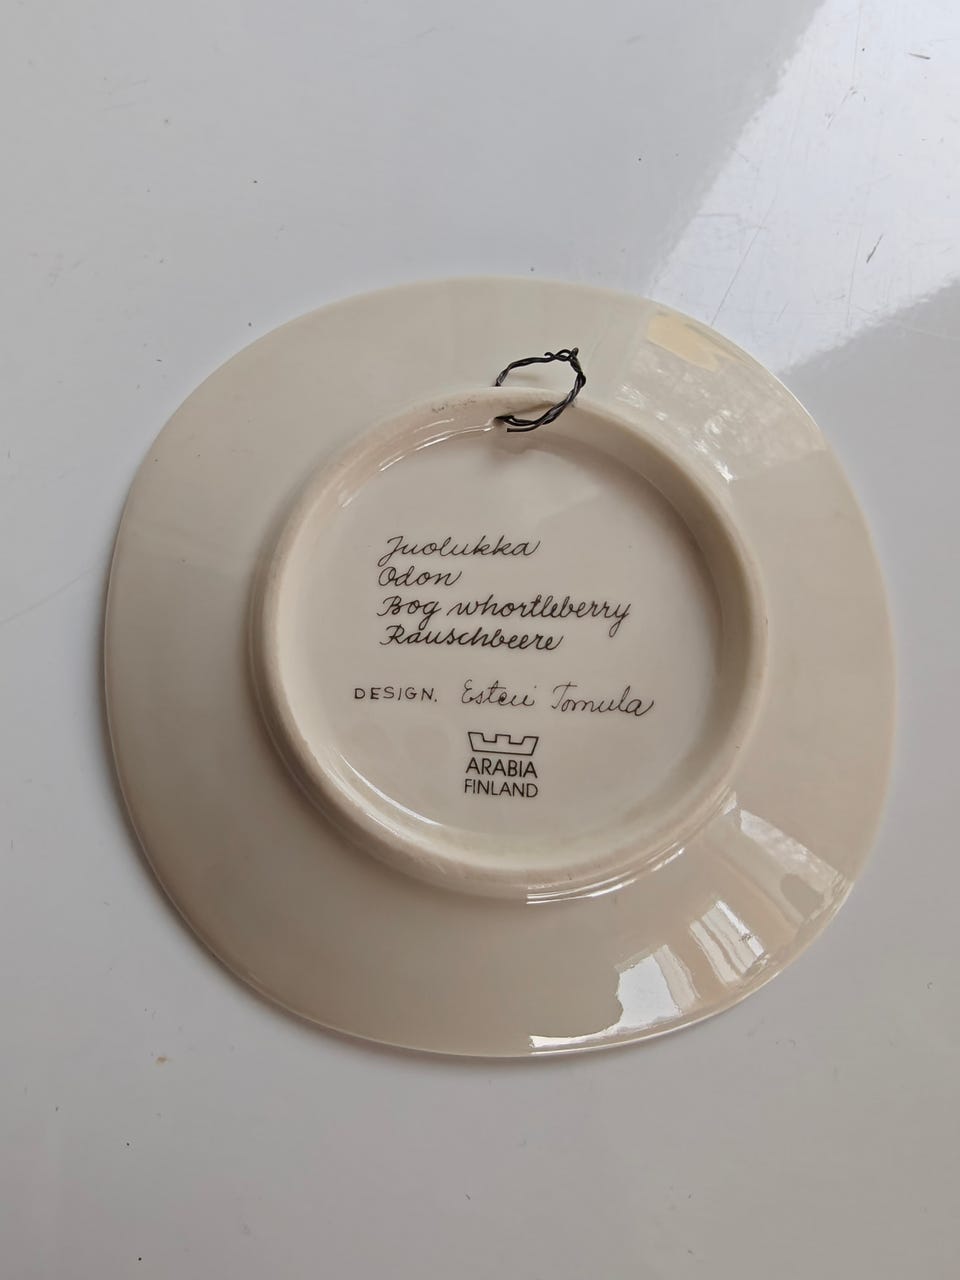 Juolukka
Odon
Bog whortleberry
Rauschbeere
DESIGN. Esteri Tomula
ARABIA
FINLAND